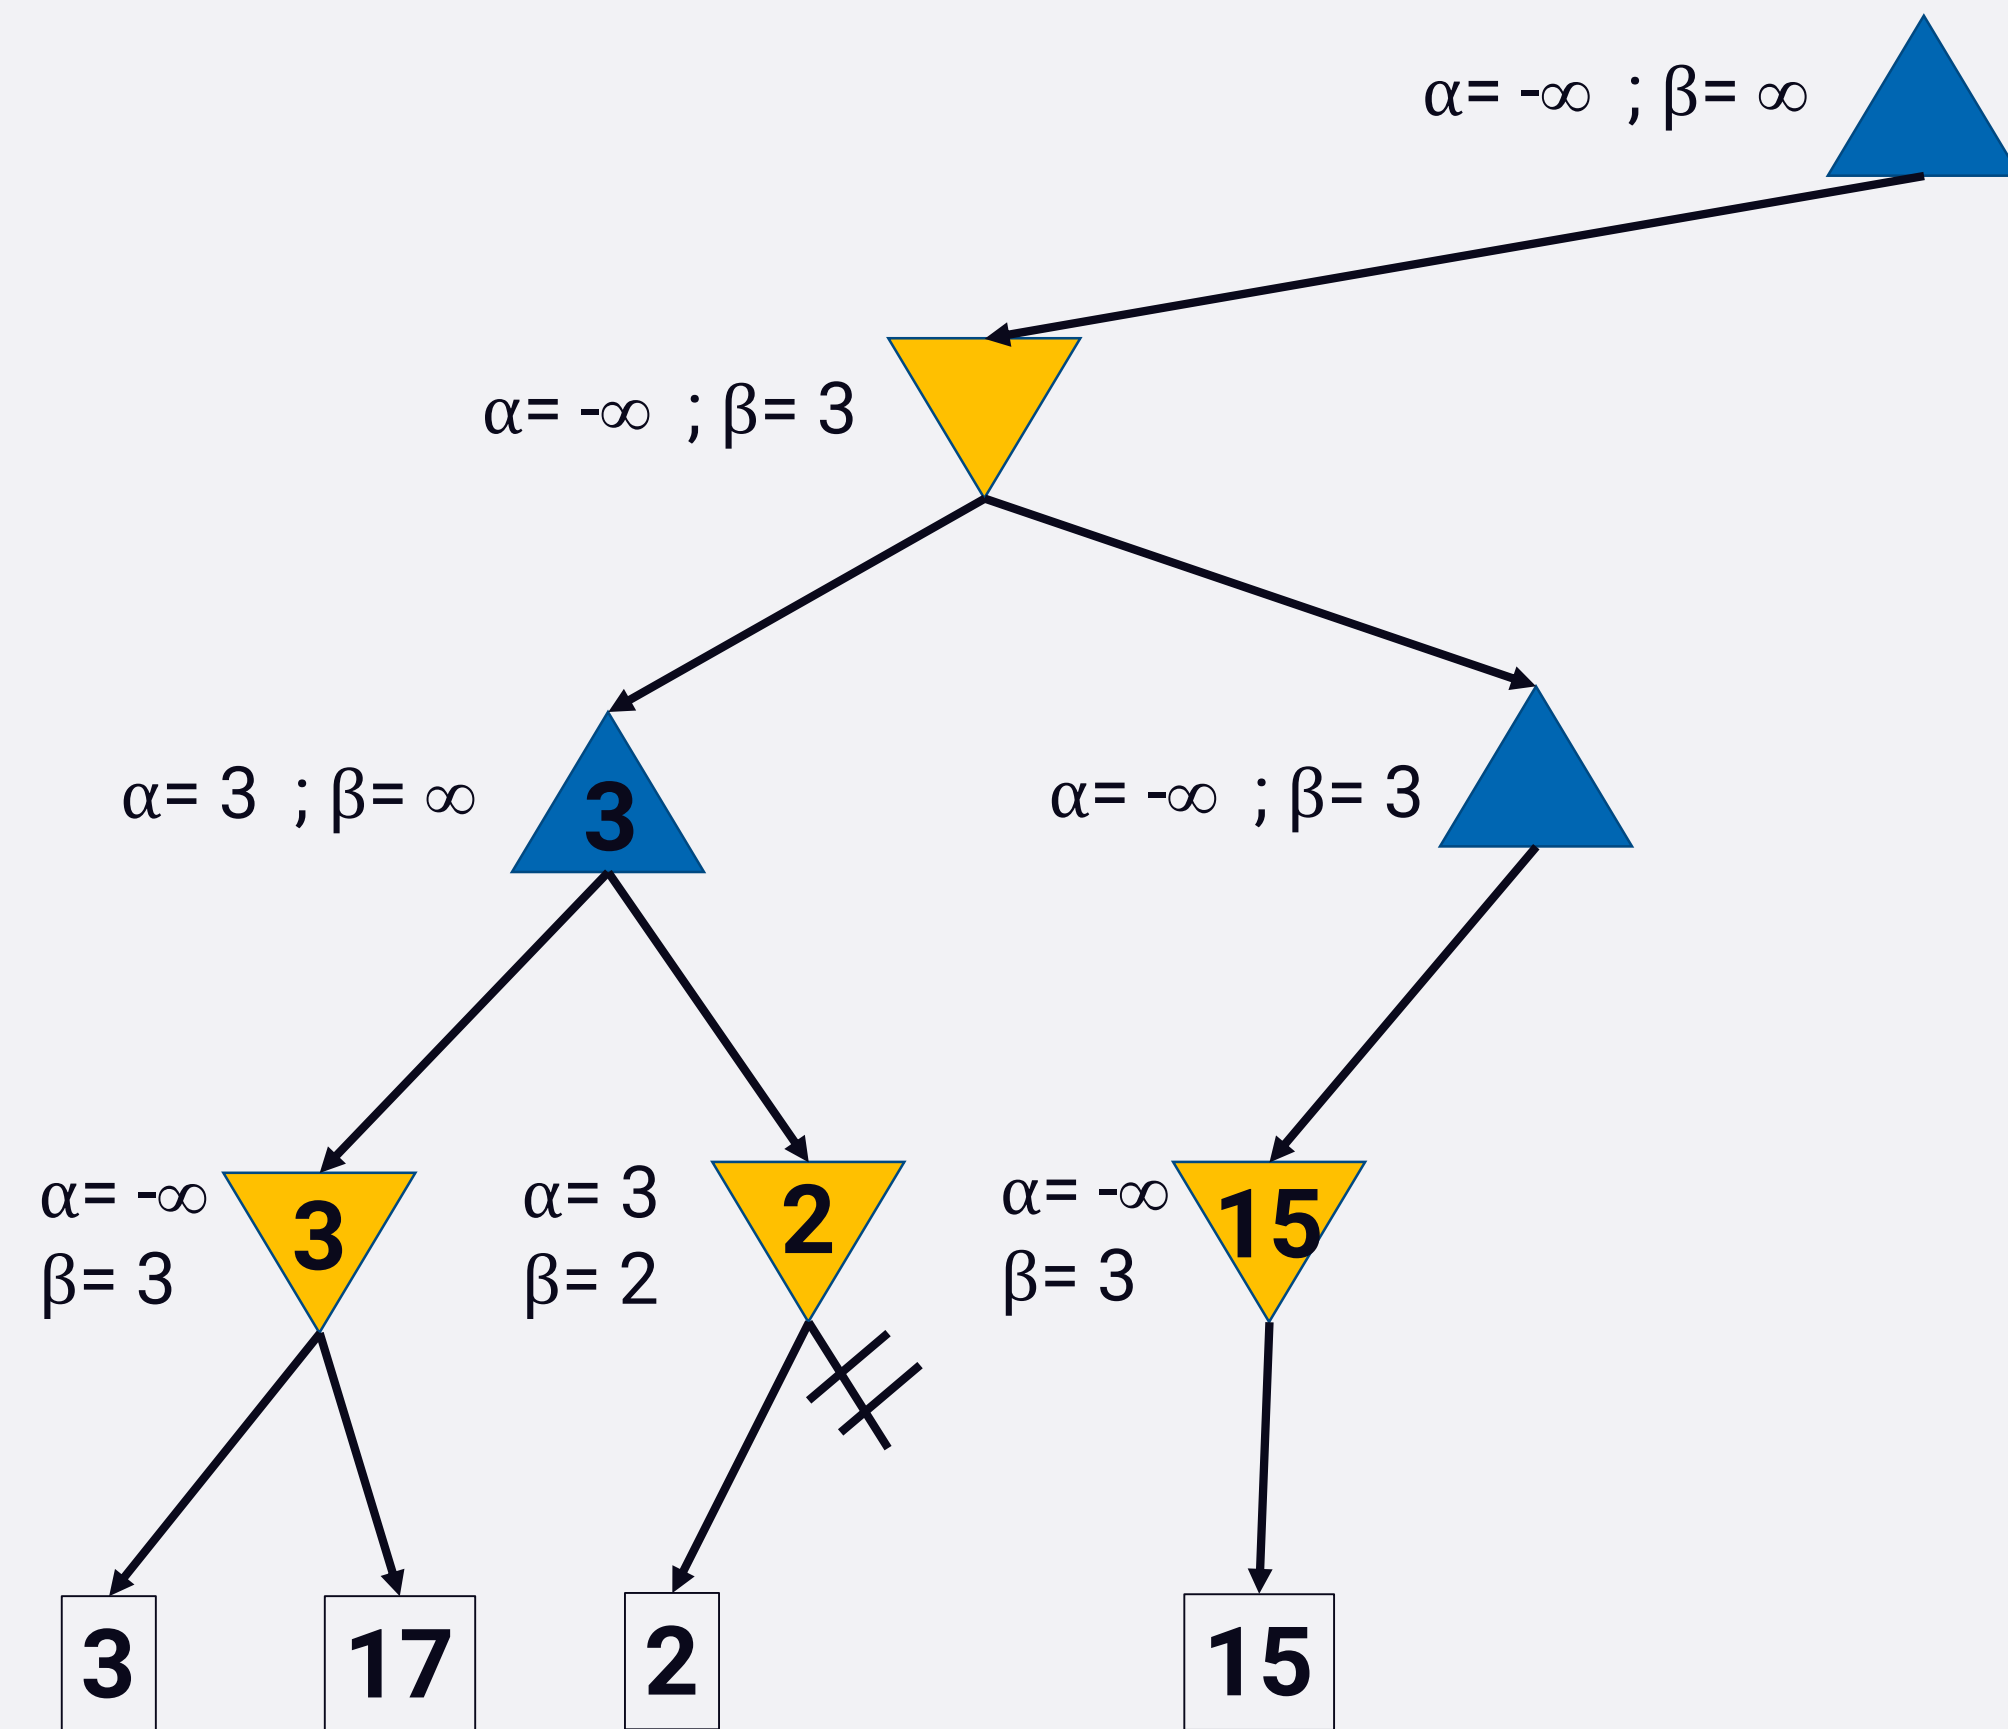 α= -∞ ; β= ∞
α= -∞ ; β= 3
α= 3 ; β= ∞
3
α= -∞ ; β= 3
α= -∞
β= 3
3
α= 3
β= 2
2
α= -∞
β= 3
15
3
17
2
15